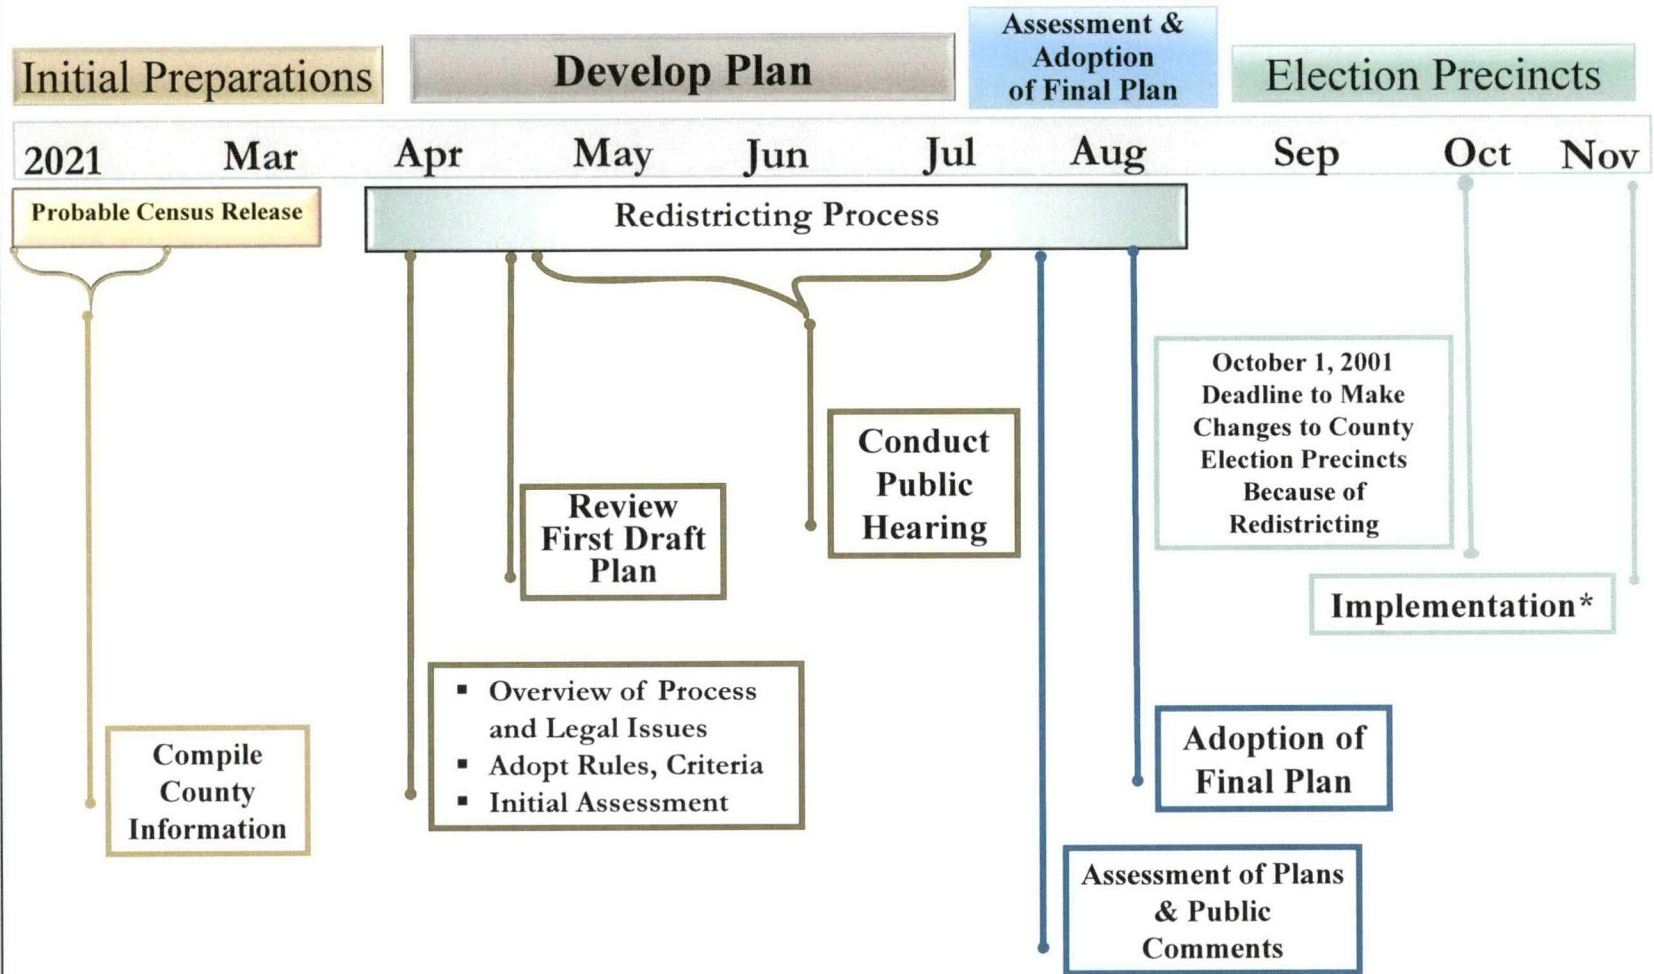 Initial Preparations
Develop Plan
Assessment &
Adoption
of Final Plan
Election Precincts
2021 Mar Apr May Jun Jul Aug Sep Oct Nov
Probable Census Release
Redistricting Process
October 1, 2001
Deadline to Make
Changes to County
Election Precincts
Because of
Redistricting
Conduct
Public
Hearing
Review
First Draft
Plan
Implementation*
▪ Overview of Process
and Legal Issues
▪ Adopt Rules, Criteria
▪ Initial Assessment
Compile
County
Information
Adoption of
Final Plan
Assessment of Plans
& Public
Comments